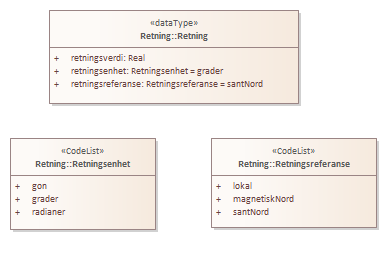 «dataType»
Retning::Retning
+ retningsverdi: Real
+ retningsenhet: Retningsenhet = grader
+ retningsreferanse: Retningsreferanse = santNord
«CodeList»
Retning::Retningsenhet
+ gon
+ grader
+ radianer
«CodeList»
Retning::Retningsreferanse
+ lokal
+ magnetiskNord
+ santNord